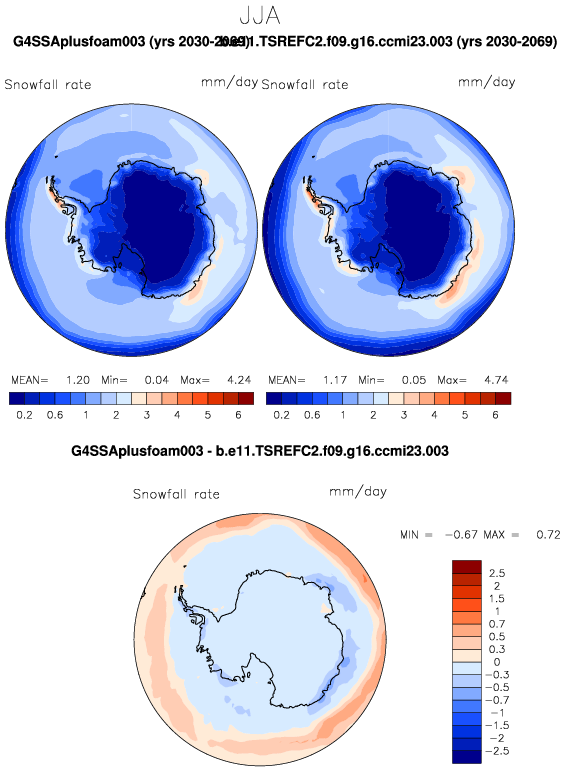 JJA
G4SSAplusfoam003 (yrs 2030-2069) b.e11.TSREFC2.f09.g16.ccmi23.003 (yrs 2030-2069)
Snowfall rate mm/day Snowfall rate mm/day
MEAN= 1.20 Min= 0.04 Max= 4.24 MEAN= 1.17 Min= 0.05 Max= 4.74
0.2 0.6 1 2 3 4 5 6 0.2 0.6 1 2 3 4 5 6
G4SSAplusfoam003 - b.e11.TSREFC2.f09.g16.ccmi23.003
Snowfall rate mm/day
MIN = -0.67 MAX = 0.72
2.5
2
1.5
1
0.7
0.5
0.3
0
-0.3
-0.5
-0.7
-1
-1.5
-2
-2.5